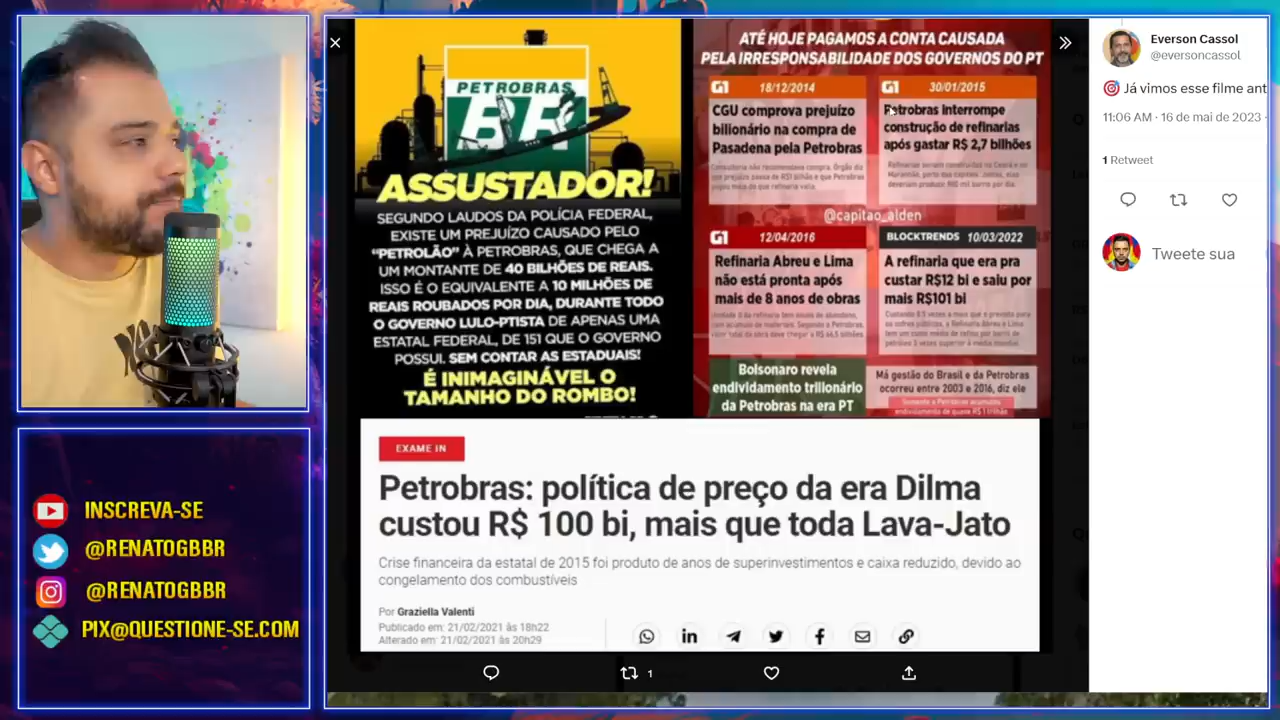 PETROBRAS
BR
ASSUSTADOR!
SEGUNDO LAUDOS DA POLÍCIA FEDERAL,
EXISTE UM PREJUÍZO CAUSADO PELO
“PETROLÃO” À PETROBRAS, QUE CHEGA A
UM MONTANTE DE 40 BILHÕES DE REAIS.
ISSO É O EQUIVALENTE A 10 MILHÕES DE
REAIS ROUBADOS POR DIA, DURANTE TODO
O GOVERNO LULO-PTISTA DE APENAS UMA
ESTATAL FEDERAL, DE 151 QUE O GOVERNO
POSSUI. SEM CONTAR AS ESTADUAIS!
É INIMAGINÁVEL O
TAMANHO DO ROMBO!
ATÉ HOJE PAGAMOS A CONTA CAUSADA
PELA IRRESPONSABILIDADE DOS GOVERNOS DO PT
G1 18/12/2014
CGU comprova prejuízo
bilionário na compra de
Pasadena pela Petrobras
G1 30/01/2015
Petrobras interrompe
construção de refinarias
após gastar R$ 2,7 bilhões
@capitao_alden
G1 12/04/2016
Refinaria Abreu e Lima
não está pronta após
mais de 8 anos de obras
BLOCKTRENDS 10/03/2022
A refinaria que era pra
custar R$12 bi e saiu por
mais R$101 bi
Bolsonaro revela
endividamento trilionário
da Petrobras na era PT
Má gestão do Brasil e da Petrobras
ocorreu entre 2003 e 2016, diz ele
Somente a Petrobras acumulou
endividamento de quase R$ 1 trilhão
EXAME IN
Petrobras: política de preço da era Dilma
custou R$ 100 bi, mais que toda Lava-Jato
Crise financeira da estatal de 2015 foi produto de anos de superinvestimentos e caixa reduzido, devido ao
congelamento dos combustíveis
Por Graziella Valenti
Publicado em: 21/02/2021 às 18h22
Alterado em: 21/02/2021 às 20h29
1
Everson Cassol
@eversoncassol
Já vimos esse filme ant
11:06 AM · 16 de mai de 2023 ·
1 Retweet
Tweete sua
INSCREVA-SE
@RENATOGBBR
@RENATOGBBR
PIX@QUESTIONE-SE.COM